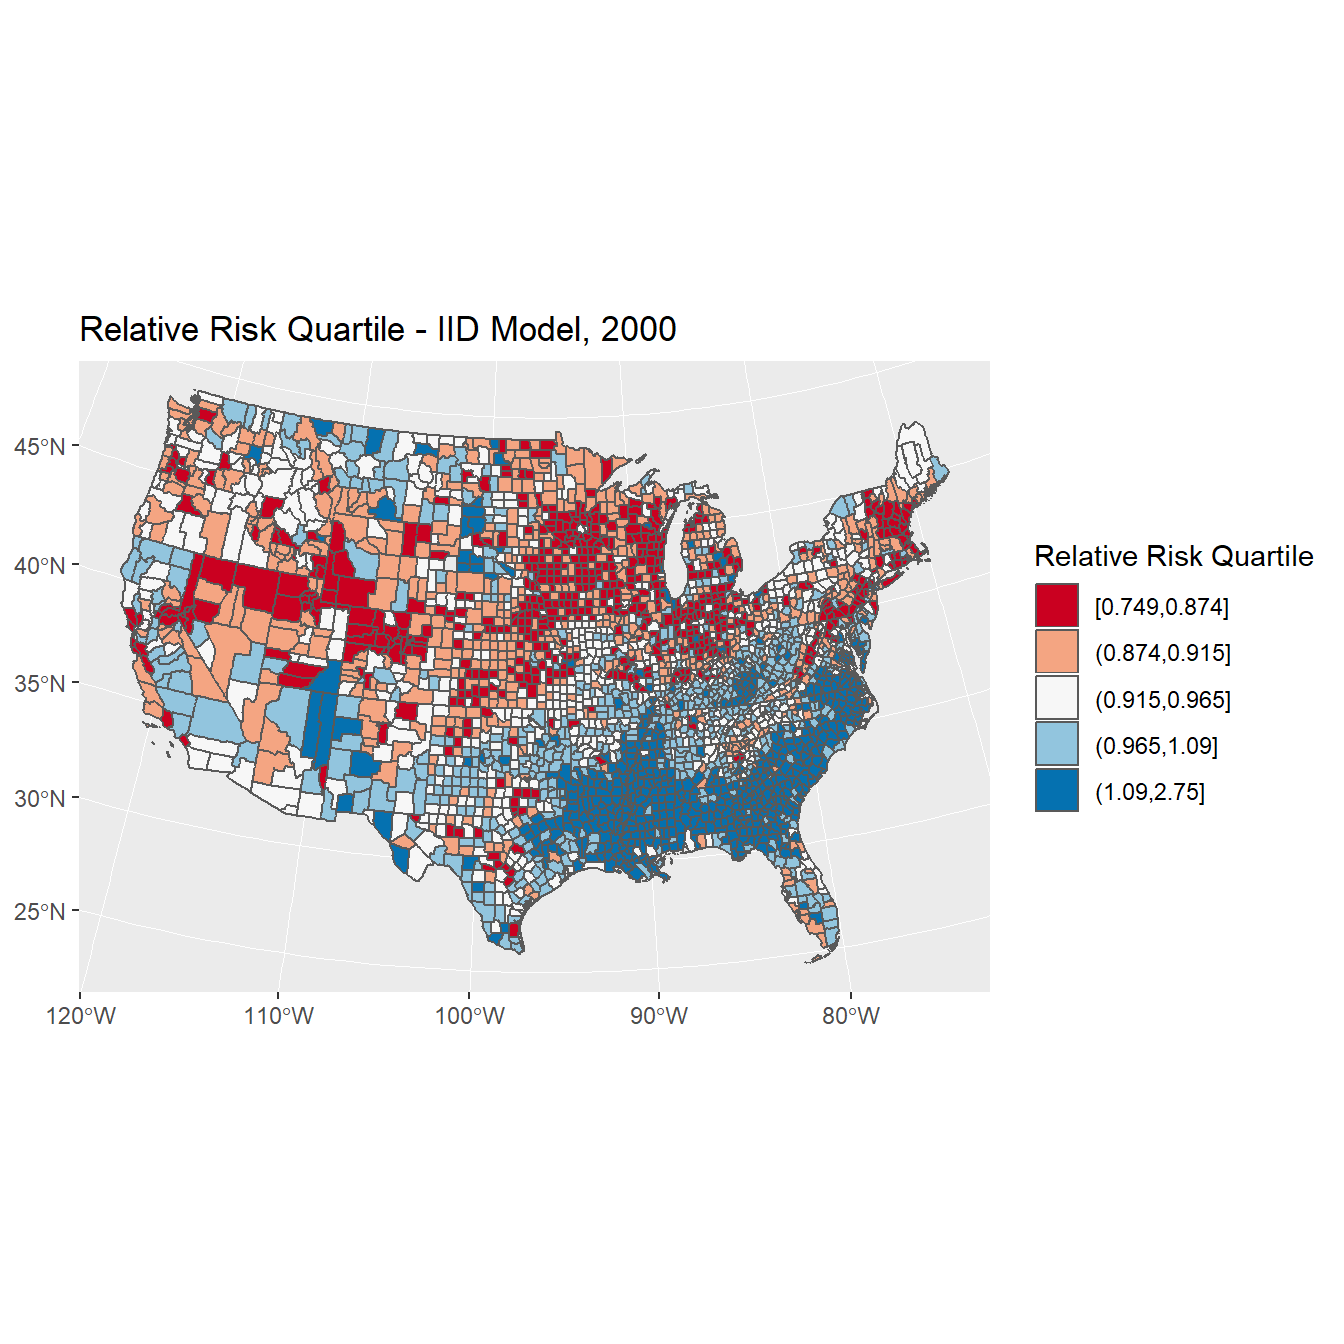 Relative Risk Quartile - IID Model, 2000
45°N
40°N
35°N
30°N
25°N
120°W
110°W
100°W
90°W
80°W
Relative Risk Quartile
[0.749,0.874]
(0.874,0.915]
(0.915,0.965]
(0.965,1.09]
(1.09,2.75]